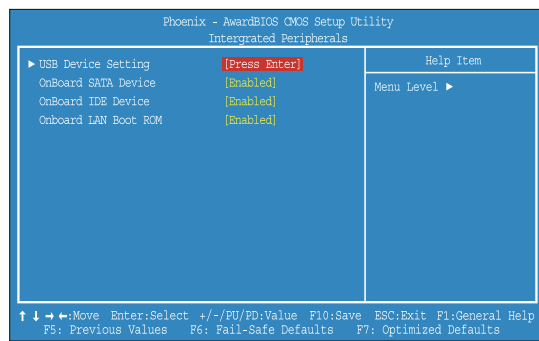 Phoenix - AwardBIOS CMOS Setup Utility
Intergrated Peripherals
▶ USB Device Setting [Press Enter]
OnBoard SATA Device [Enabled]
OnBoard IDE Device [Enabled]
Onboard LAN Boot ROM [Enabled]
Help Item
Menu Level ▶
↑ ↓ → ←:Move Enter:Select +/-/PU/PD:Value F10:Save ESC:Exit F1:General Help
F5: Previous Values F6: Fail-Safe Defaults F7: Optimized Defaults